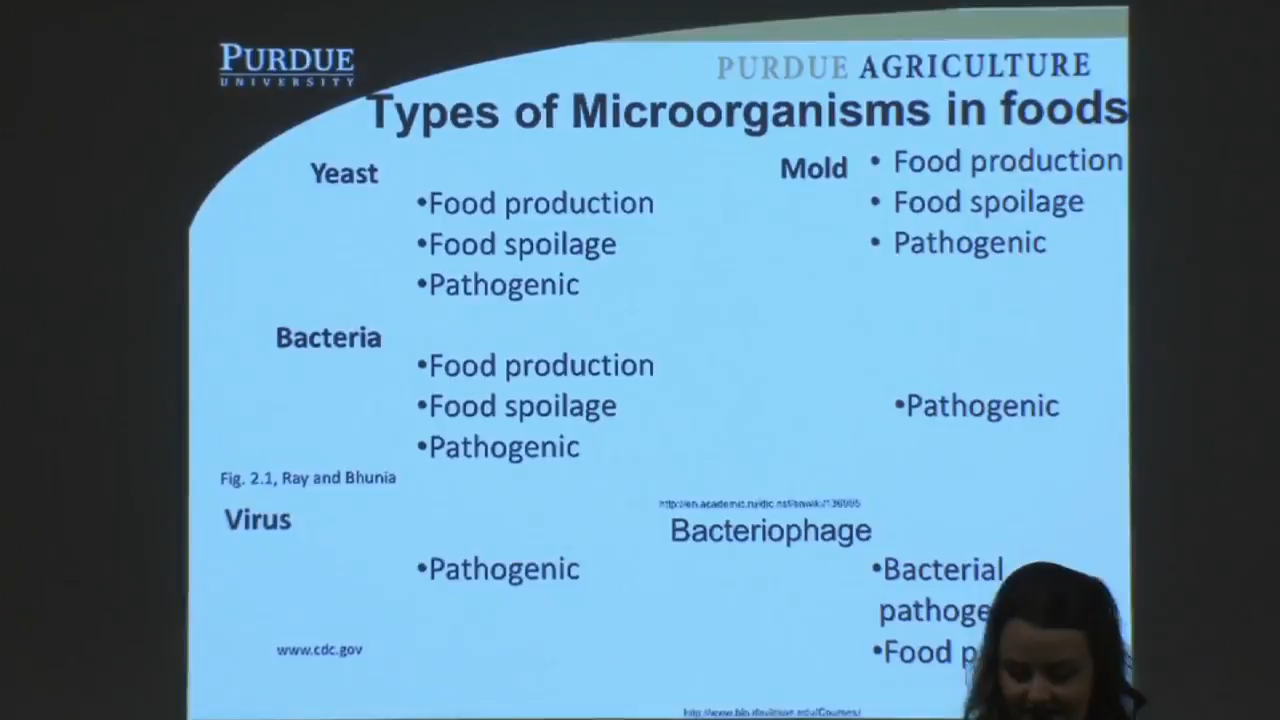 PURDUE
UNIVERSITY
PURDUE AGRICULTURE
Types of Microorganisms in foods
Yeast
•Food production
•Food spoilage
•Pathogenic
Mold
• Food production
• Food spoilage
• Pathogenic
Bacteria
•Food production
•Food spoilage
•Pathogenic
•Pathogenic
Fig. 2.1, Ray and Bhunia
Virus
•Pathogenic
www.cdc.gov
Bacteriophage
•Bacterial
•Food